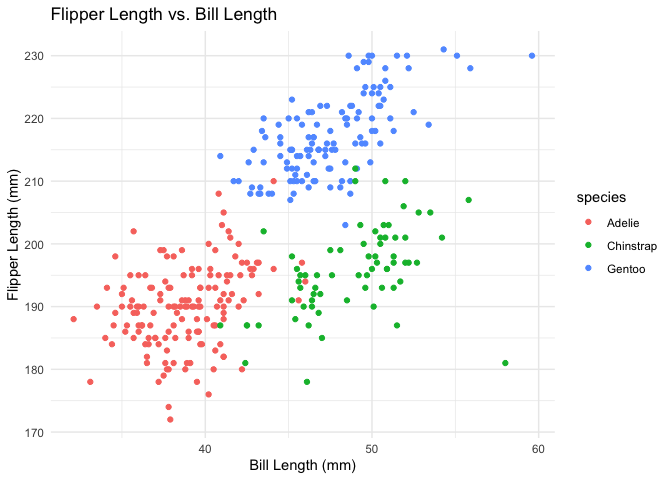 Flipper Length vs. Bill Length
230
220
210
200
190
180
170
Flipper Length (mm)
40
50
60
Bill Length (mm)
species
Adelie
Chinstrap
Gentoo